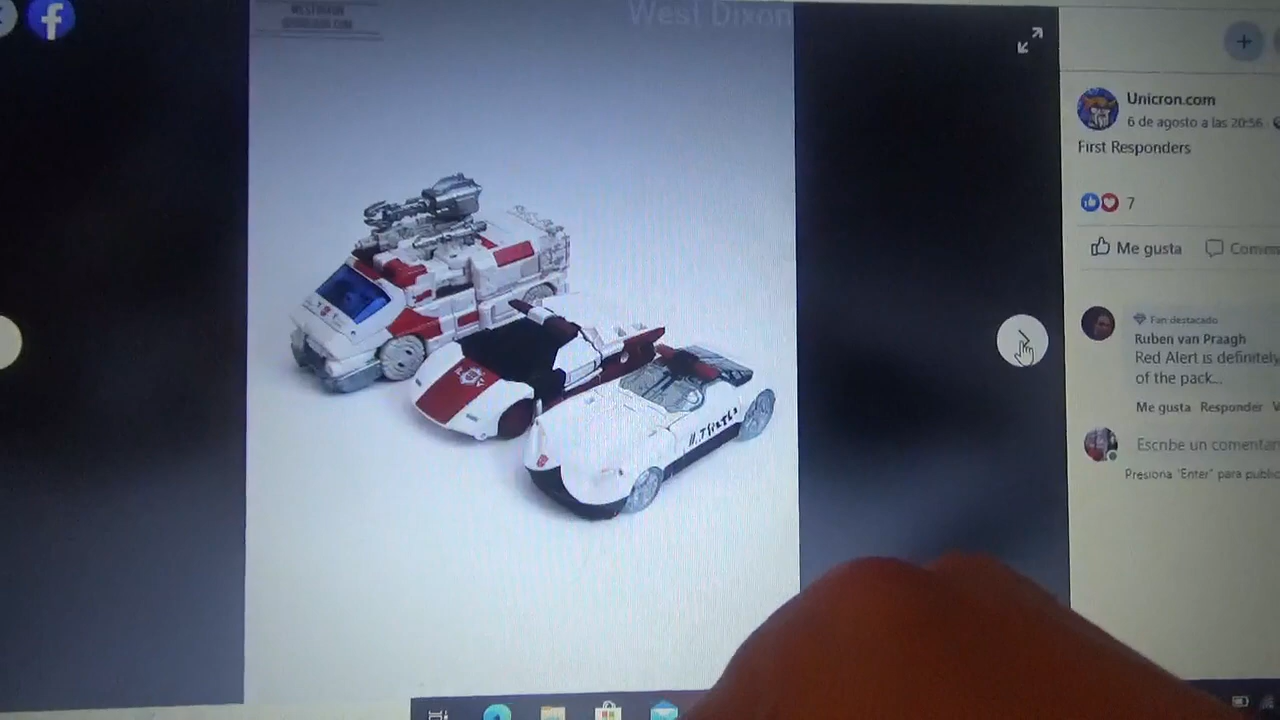 West Dixon
Unicron.com
6 de agosto a las 20:56
First Responders
7
Me gusta
Fan destacado
Ruben van Praagh
Red Alert is definitely
of the pack...
Me gusta Responder
Escribe un comentar
Presiona "Enter" para public